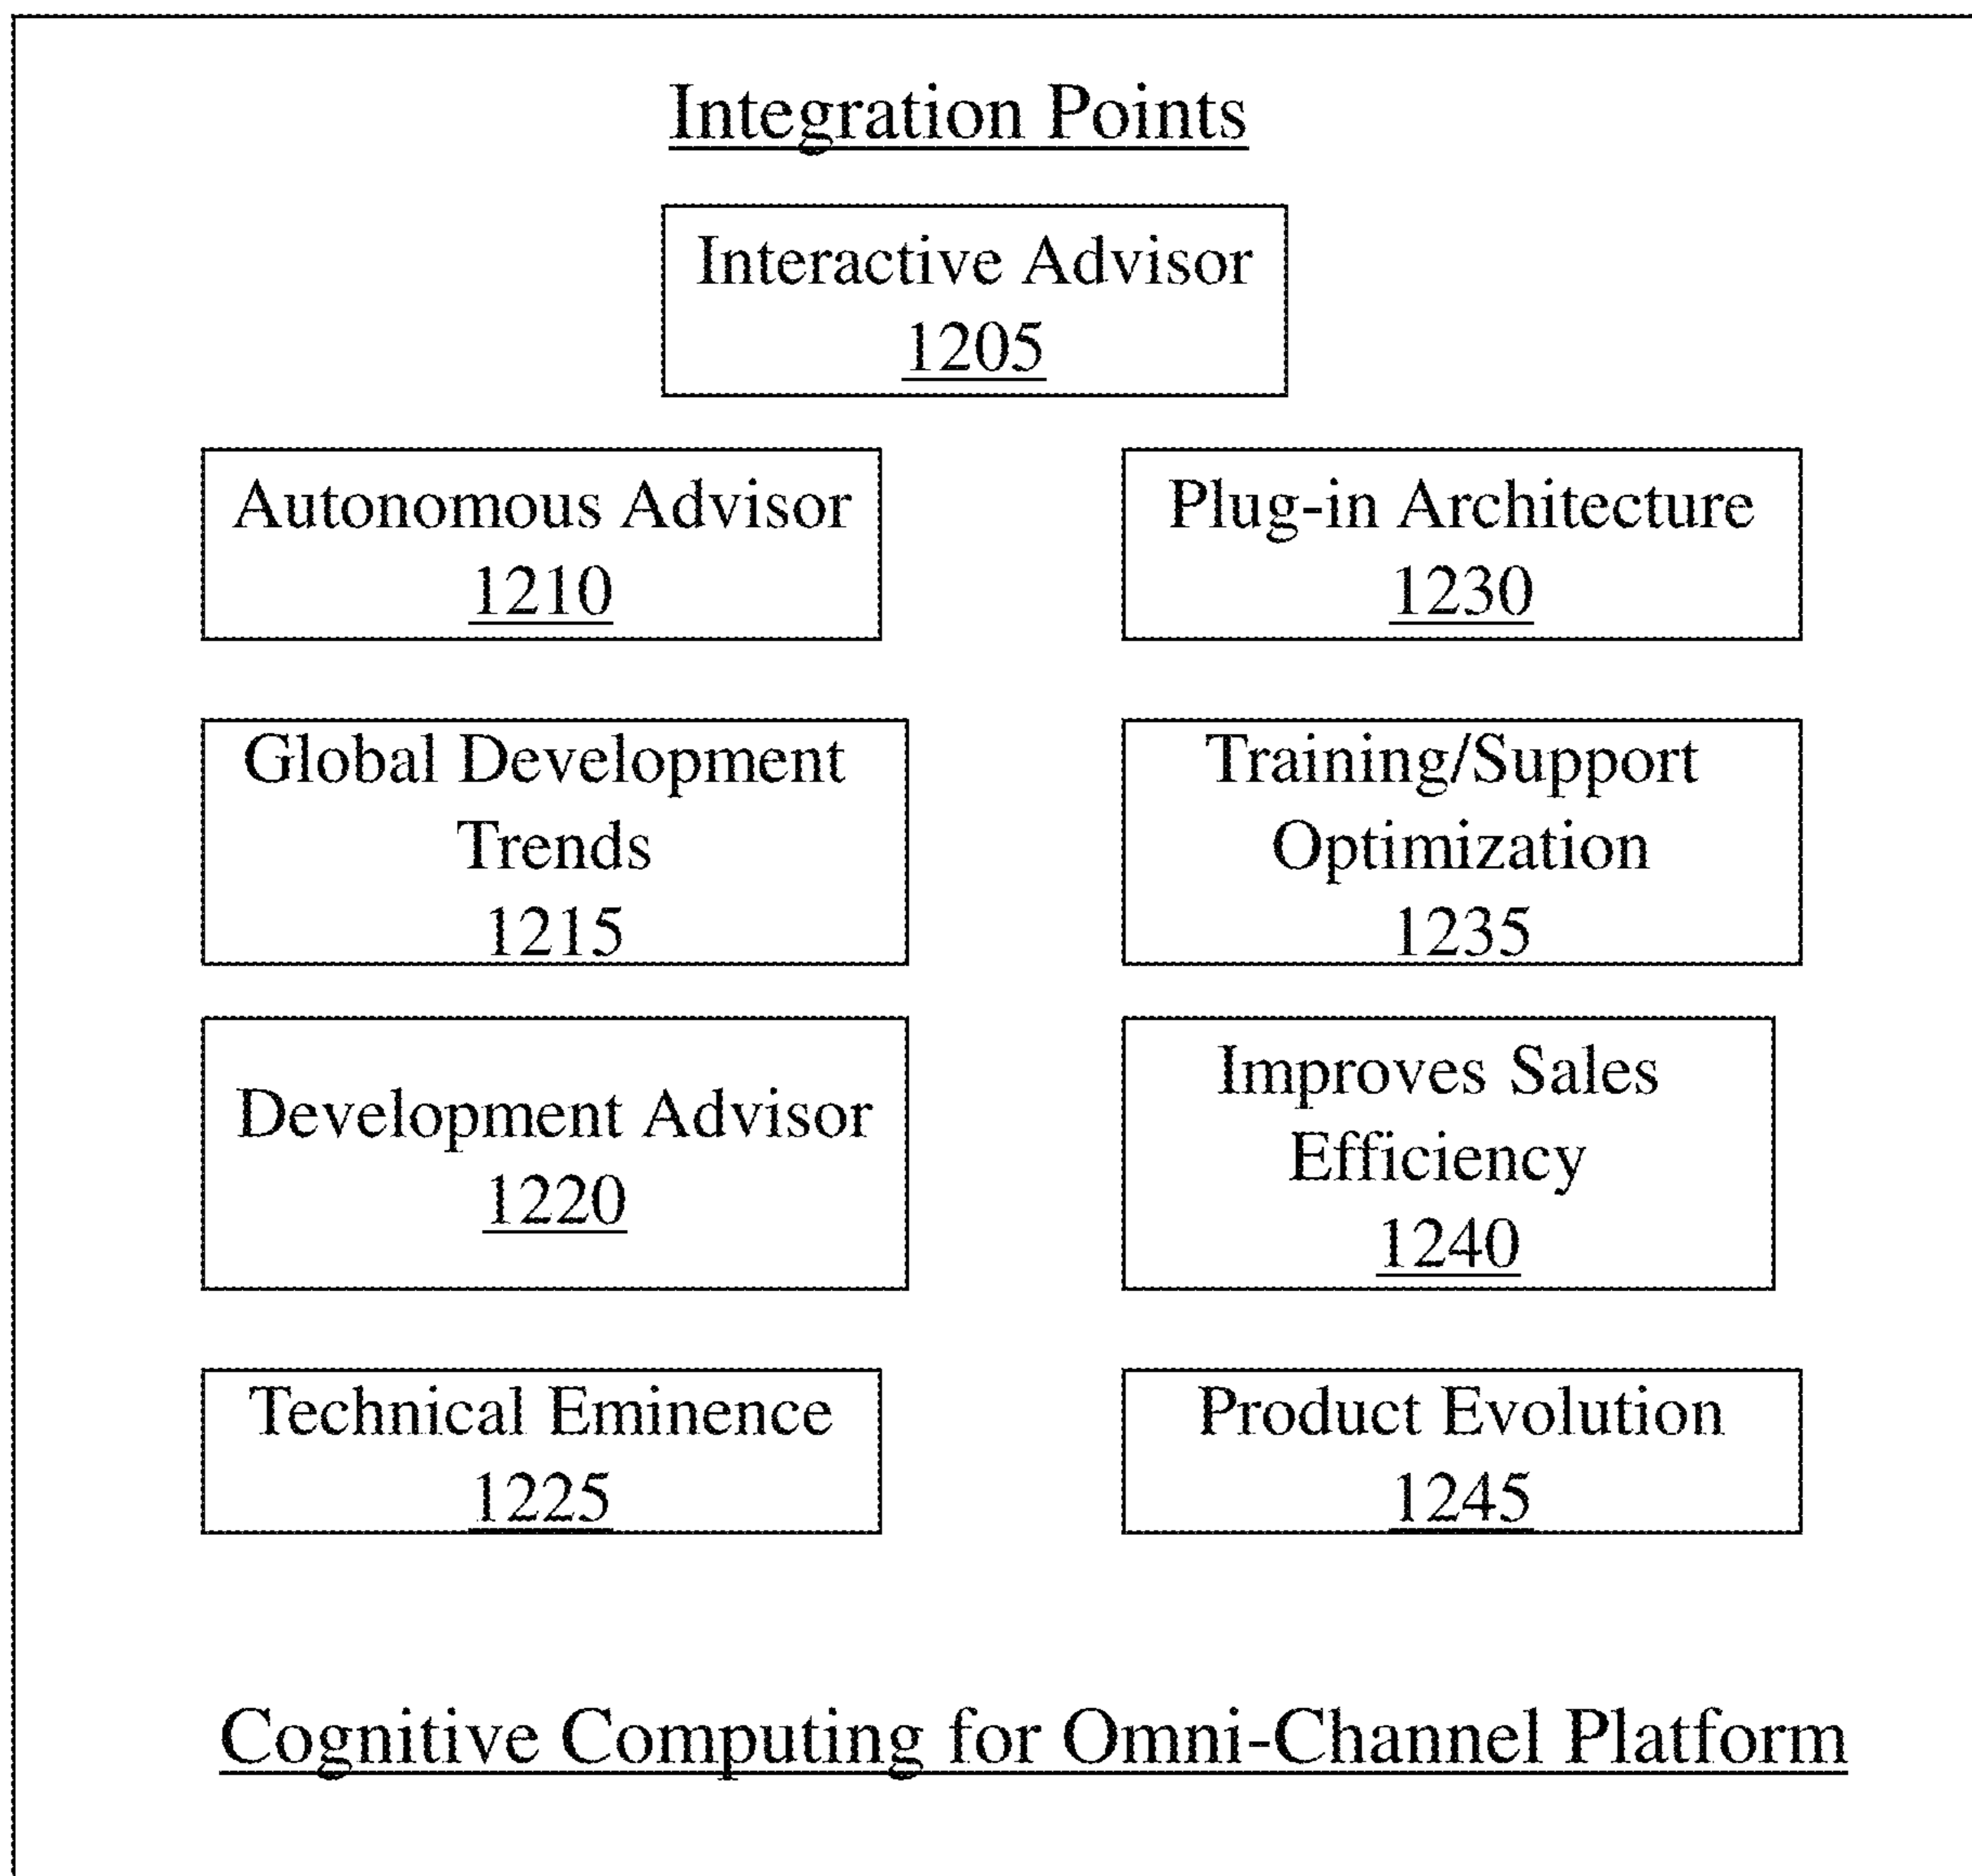 Integration Points
Interactive Advisor
1205
Autonomous Advisor
1210
Plug-in Architecture
1230
Global Development
Trends
1215
Training/Support
Optimization
1235
Development Advisor
1220
Improves Sales
Efficiency
1240
Technical Eminence
1225
Product Evolution
1245
Cognitive Computing for Omni-Channel Platform